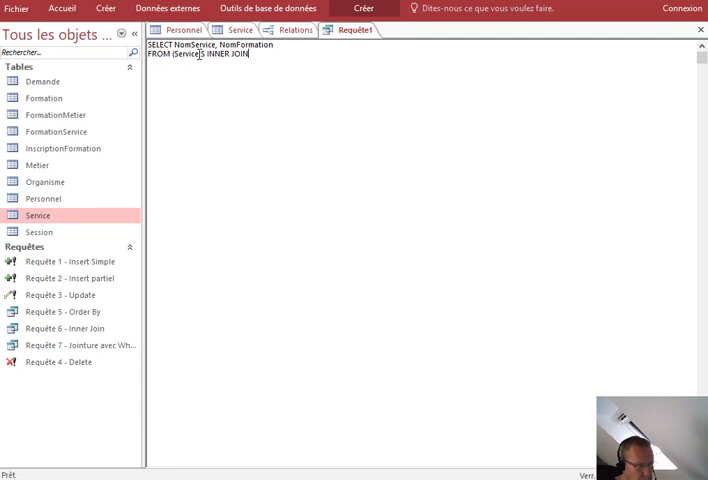 Fichier Accueil Créer Données externes Outils de base de données Créer Dites-nous ce que vous voulez faire. Connexion
Tous les objets ... «
Personnel Service Relations Requête1 ×
Rechercher...
SELECT NomService, NomFormation
FROM (Service S INNER JOIN
Tables
Demande
Formation
FormationMetier
FormationService
InscriptionFormation
Metier
Organisme
Personnel
Service
Session
Requêtes
Requête 1 - Insert Simple
Requête 2 - Insert partiel
Requête 3 - Update
Requête 5 - Order By
Requête 6 - Inner Join
Requête 7 - Jointure avec Wh...
Requête 4 - Delete
Prêt
Verr.